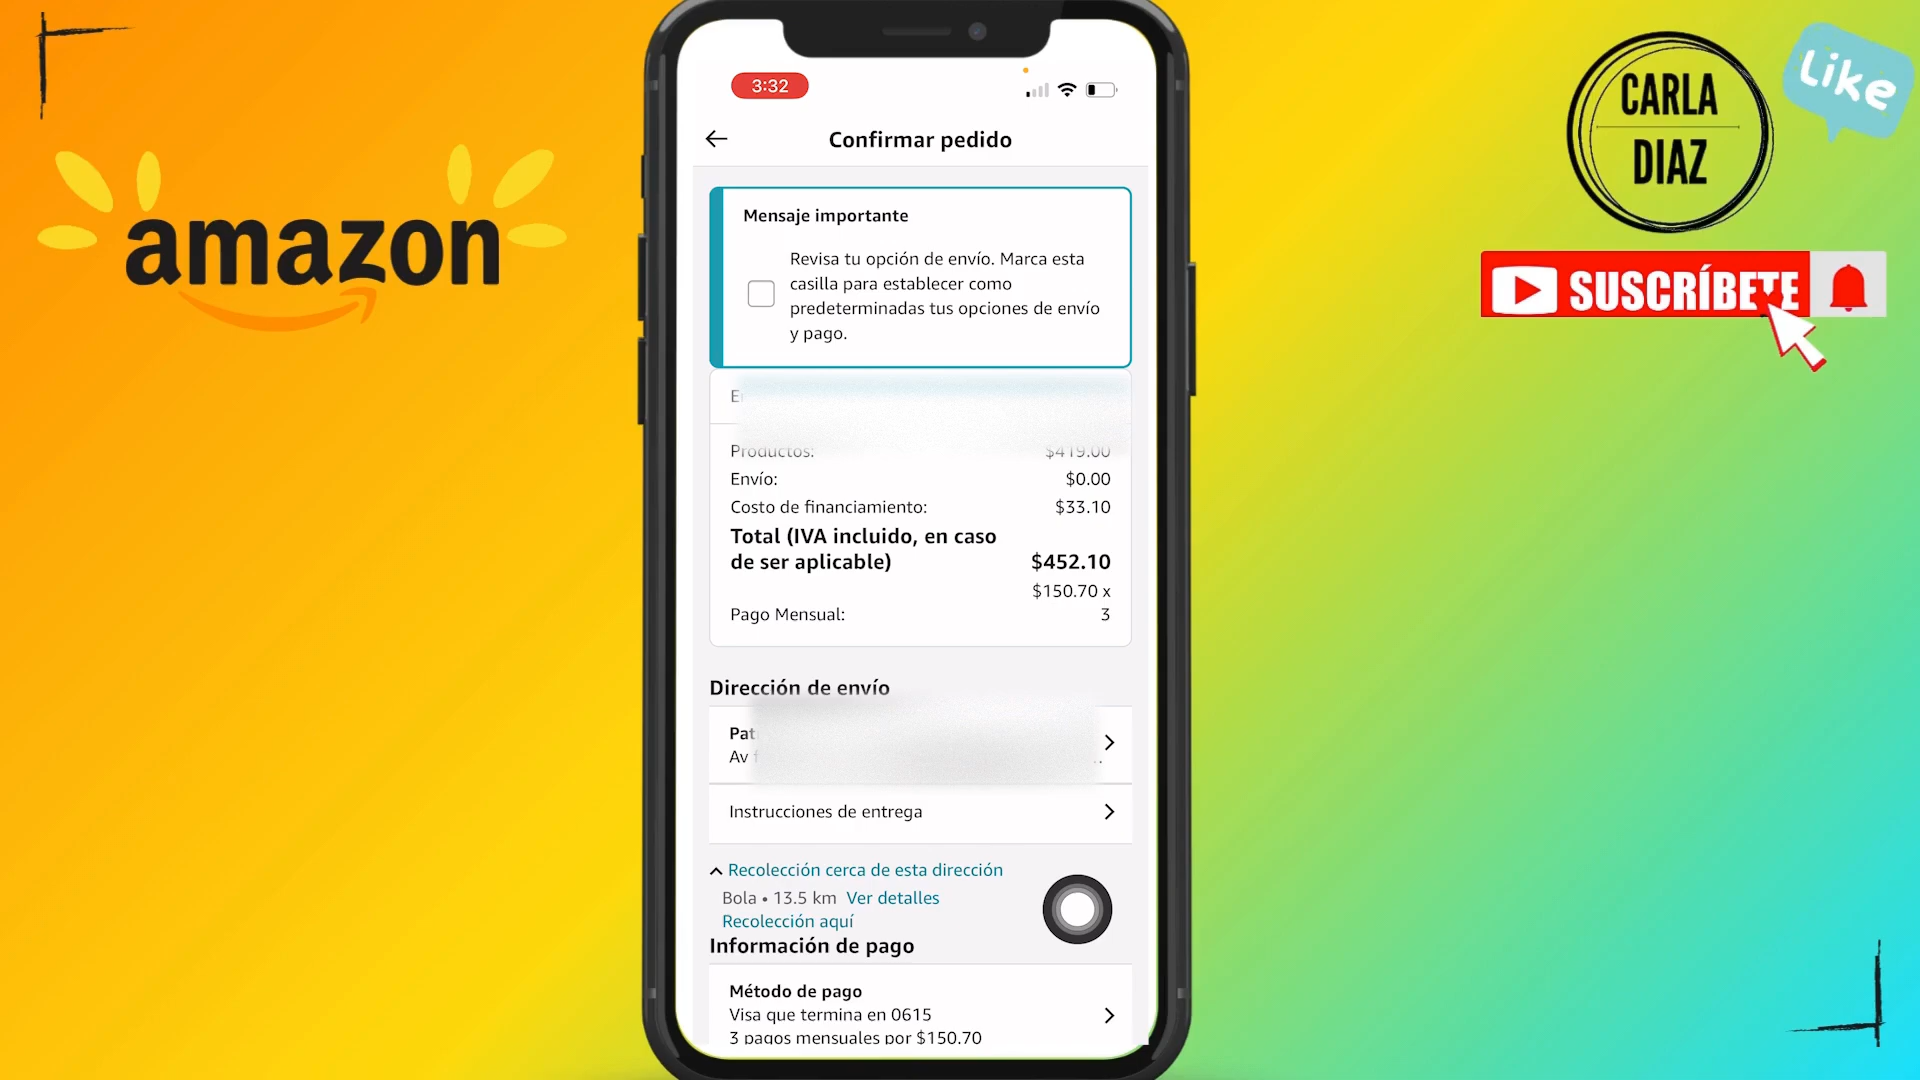 amazon
CARLA
DIAZ
Like
SUSCRÍBETE
3:32
Confirmar pedido
Mensaje importante
Revisa tu opción de envío. Marca esta
casilla para establecer como
predeterminadas tus opciones de envío
y pago.
Productos: $419.00
Envío: $0.00
Costo de financiamiento: $33.10
Total (IVA incluido, en caso
de ser aplicable) $452.10
$150.70 x
Pago Mensual: 3
Dirección de envío
Av
Instrucciones de entrega
Recolección cerca de esta dirección
Bola • 13.5 km Ver detalles
Recolección aquí
Información de pago
Método de pago
Visa que termina en 0615
3 pagos mensuales por $150.70